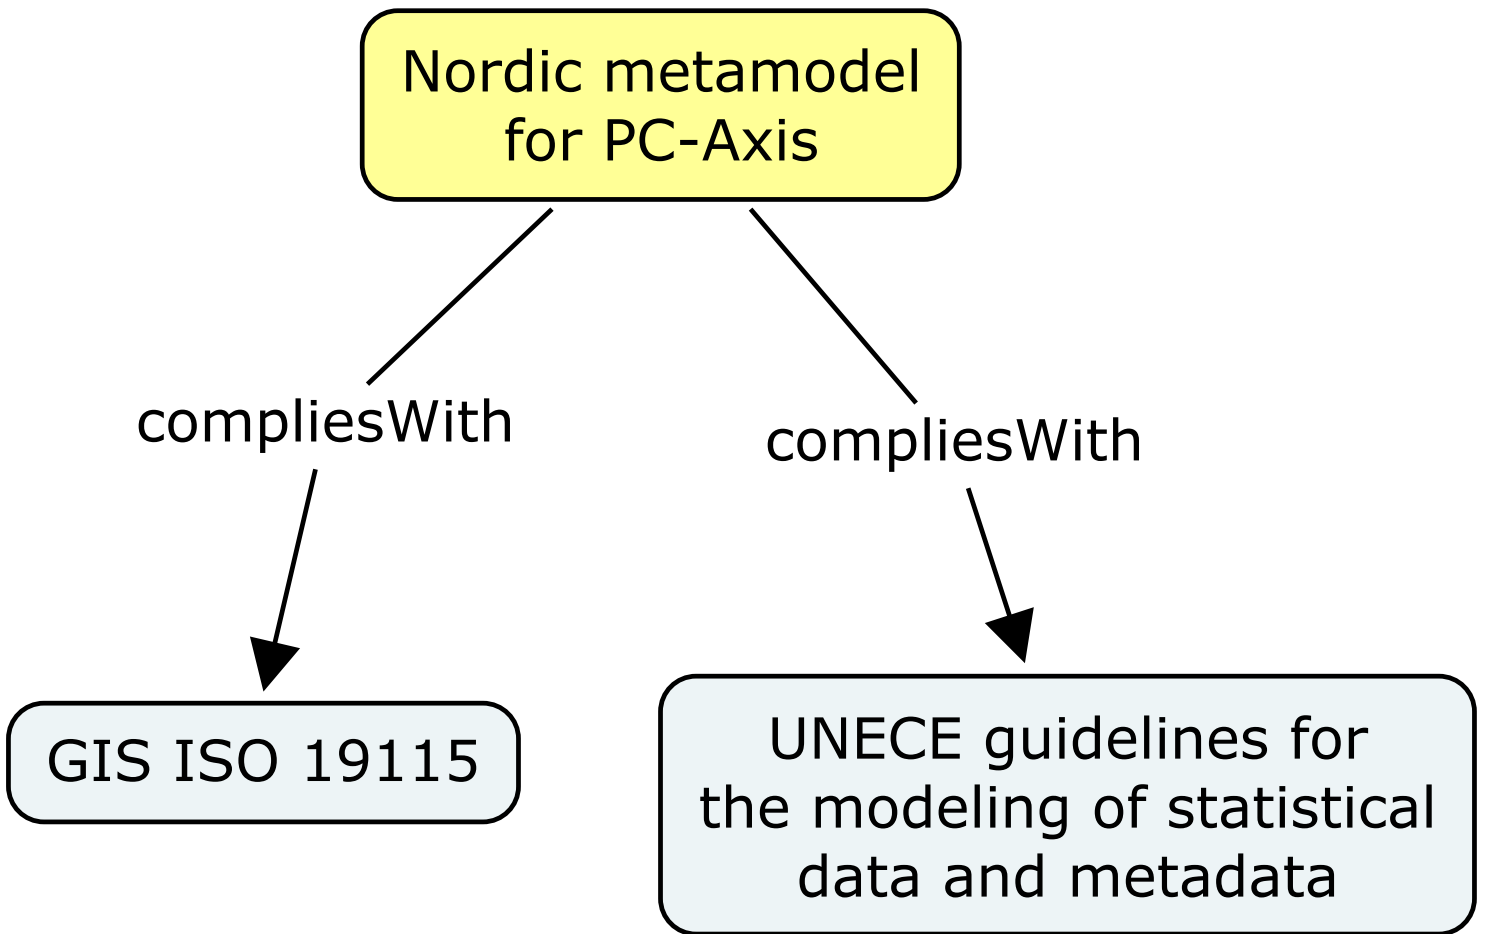 Nordic metamodel
for PC-Axis
compliesWith
compliesWith
GIS ISO 19115
UNECE guidelines for
the modeling of statistical
data and metadata